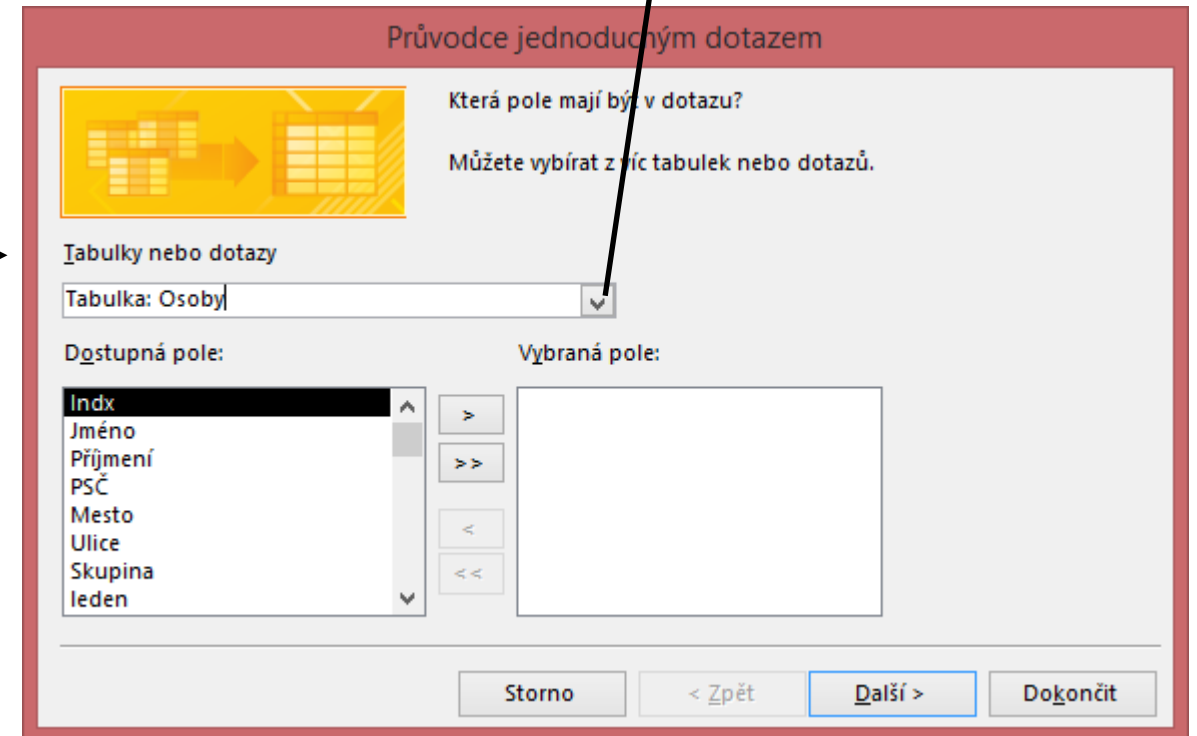 Průvodce jednoduchým dotazem
Která pole mají být v dotazu?
Můžete vybírat z víc tabulek nebo dotazů.
Tabulky nebo dotazy
Tabulka: Osoby
Dostupná pole:
Vybraná pole:
Indx
Jméno
Příjmení
PSČ
Mesto
Ulice
Skupina
leden
>
>>
<
<<
Storno
< Zpět
Další >
Dokončit